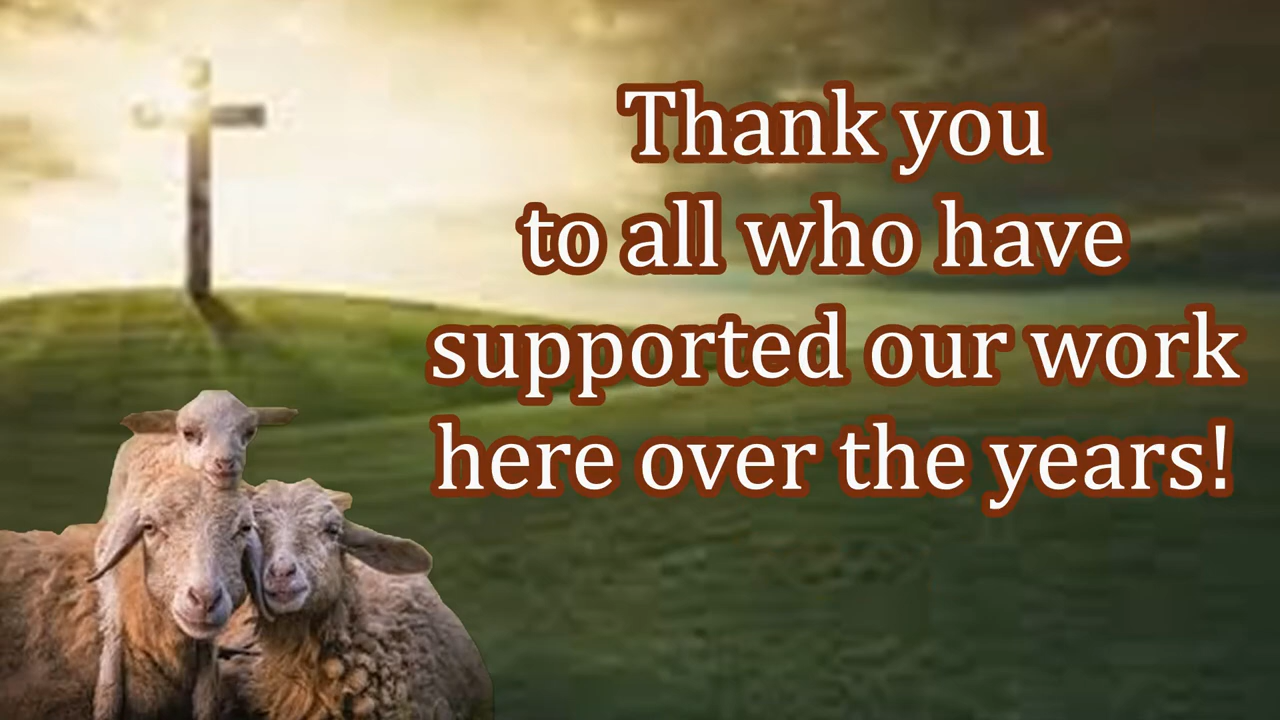 Thank you
to all who have
supported our work
here over the years!